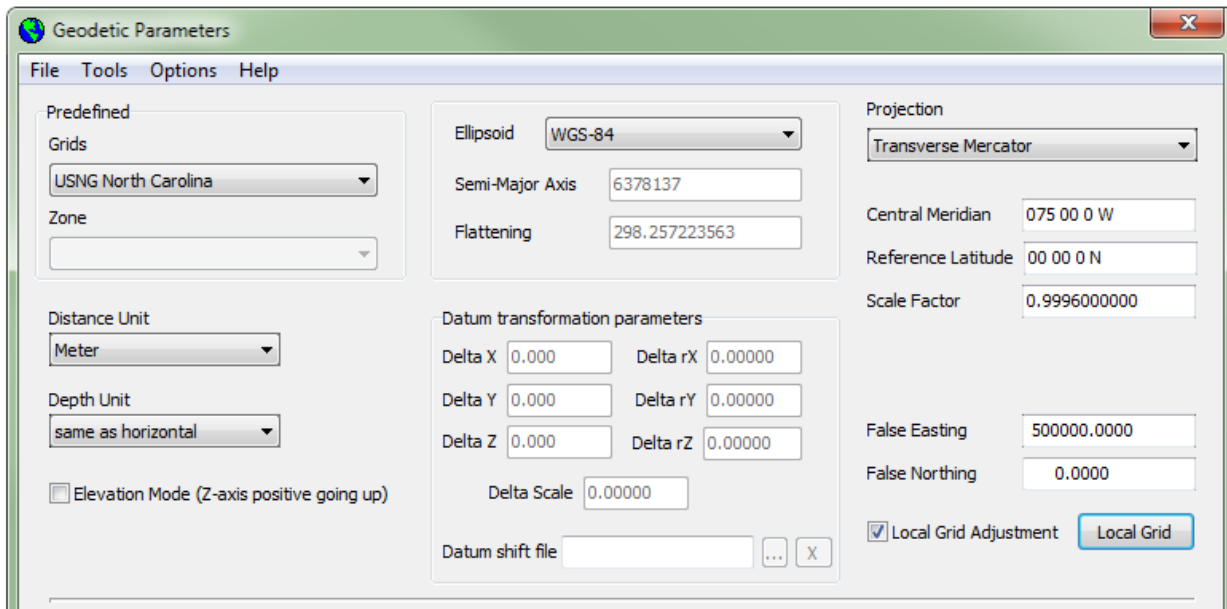 Geodetic Parameters
File Tools Options Help
Predefined
Grids
USNG North Carolina
Zone
Ellipsoid WGS-84
Semi-Major Axis 6378137
Flattening 298.257223563
Projection
Transverse Mercator
Central Meridian 075 00 0 W
Reference Latitude 00 00 0 N
Scale Factor 0.9996000000
Distance Unit
Meter
Depth Unit
same as horizontal
Elevation Mode (Z-axis positive going up)
Datum transformation parameters
Delta X 0.000 Delta rX 0.00000
Delta Y 0.000 Delta rY 0.00000
Delta Z 0.000 Delta rZ 0.00000
Delta Scale 0.00000
Datum shift file ... X
False Easting 500000.0000
False Northing 0.0000
Local Grid Adjustment Local Grid